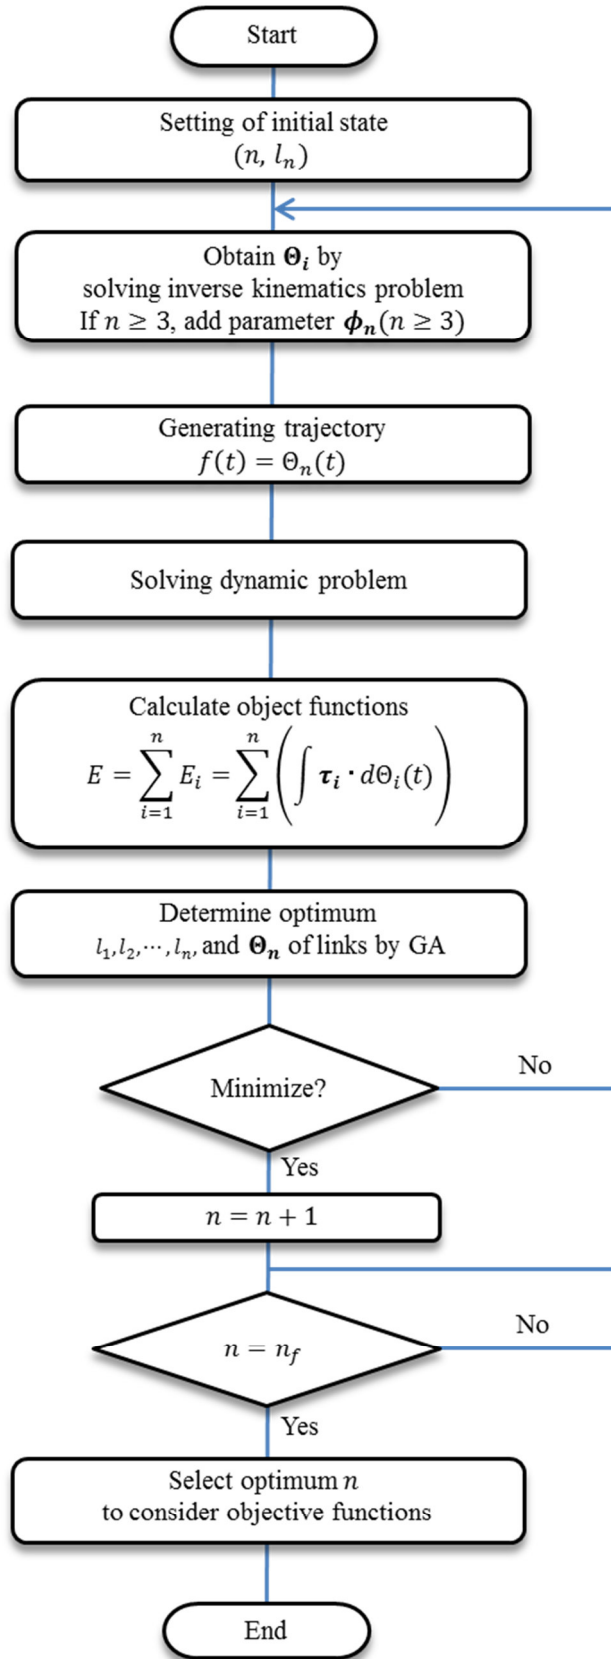 Start
Setting of initial state
(n, lₙ)
Obtain Θᵢ by
solving inverse kinematics problem
If n ≥ 3, add parameter ϕₙ(n ≥ 3)
Generating trajectory
f(t) = Θₙ(t)
Solving dynamic problem
Calculate object functions
E = ∑ᵢ₌₁ⁿ Eᵢ = ∑ᵢ₌₁ⁿ (∫ τᵢ · dΘᵢ(t))
Determine optimum
l₁,l₂,⋯,lₙ, and Θₙ of links by GA
Minimize?
No
Yes
n = n + 1
n = n_f
No
Yes
Select optimum n
to consider objective functions
End